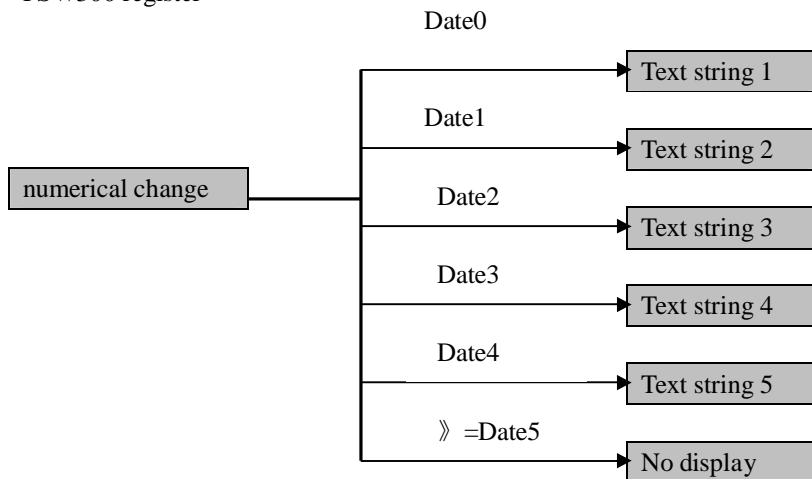 register
Date0
Text string 1
Date1
Text string 2
numerical change
Date2
Text string 3
Date3
Text string 4
Date4
Text string 5
》=Date5
No display